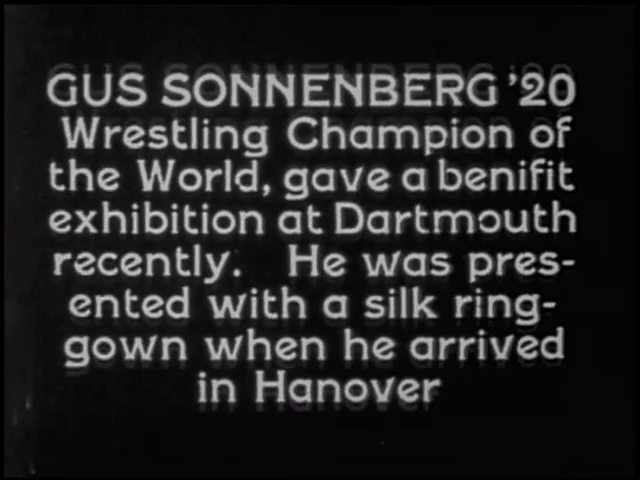 GUS SONNENBERG '20
Wrestling Champion of
the World, gave a benifit
exhibition at Dartmouth
recently. He was pres-
ented with a silk ring-
gown when he arrived
in Hanover